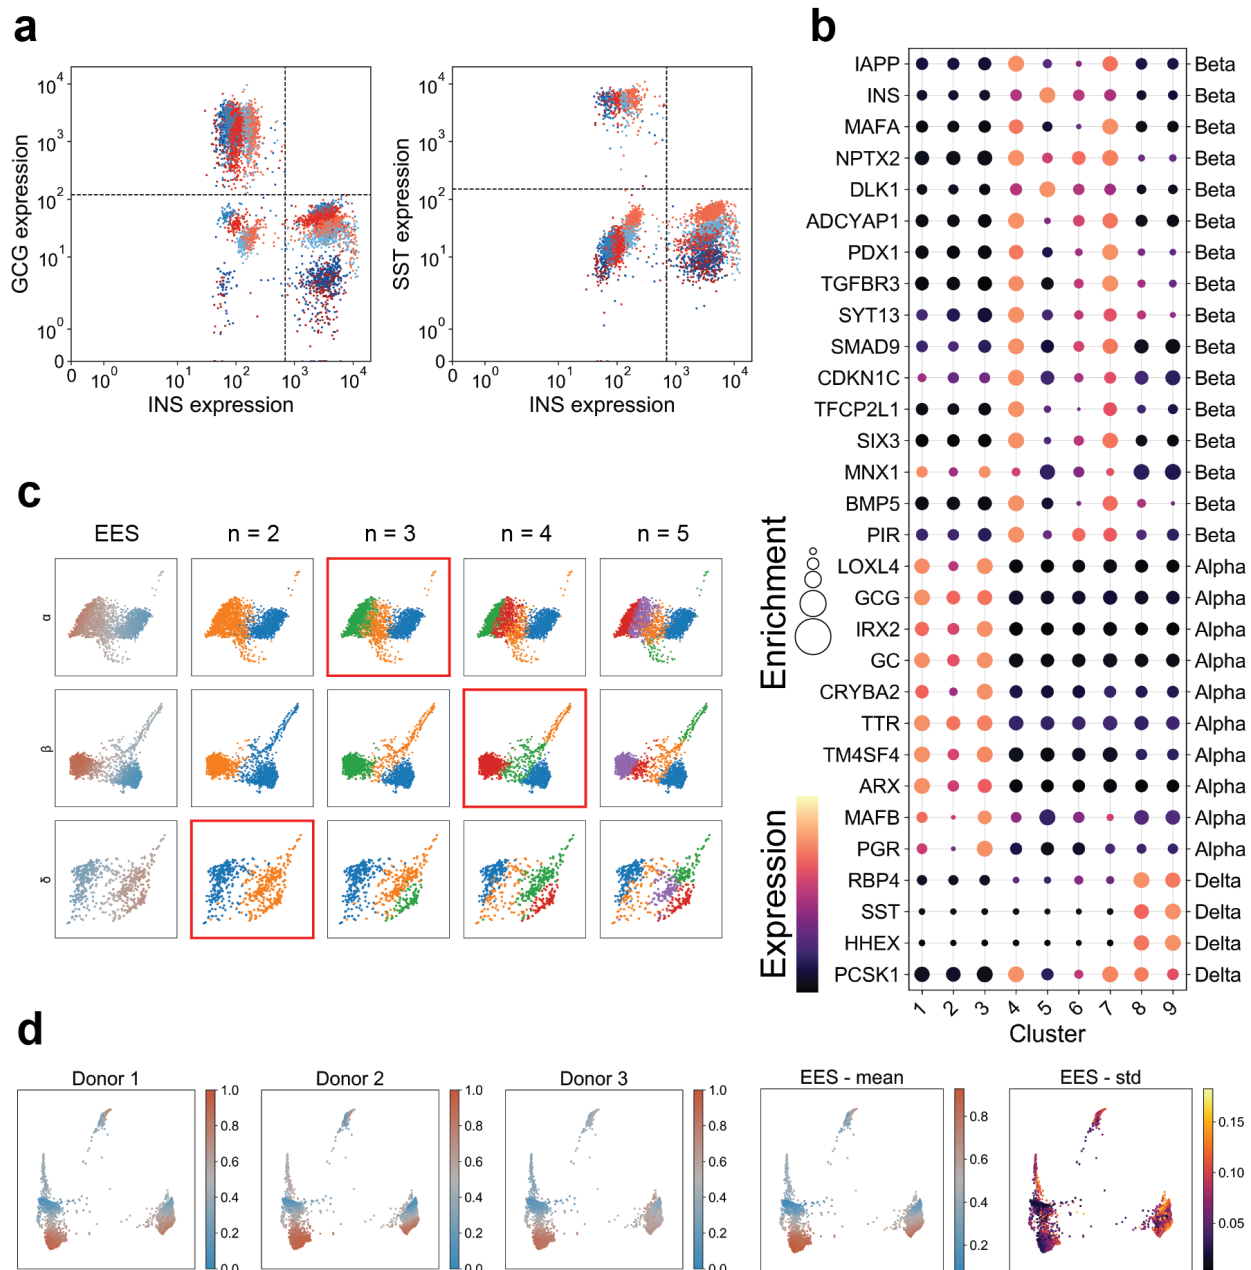 a
GCG expression
10^4
10^3
10^2
10^1
10^0
0
0 10^0 10^1 10^2 10^3 10^4
INS expression
SST expression
10^4
10^3
10^2
10^1
10^0
0
0 10^0 10^1 10^2 10^3 10^4
INS expression
b
IAPP Beta
INS Beta
MAFA Beta
NPTX2 Beta
DLK1 Beta
ADCYAP1 Beta
PDX1 Beta
TGFBR3 Beta
SYT13 Beta
SMAD9 Beta
CDKN1C Beta
TFCP2L1 Beta
SIX3 Beta
MNX1 Beta
BMP5 Beta
PIR Beta
LOXL4 Alpha
GCG Alpha
IRX2 Alpha
GC Alpha
CRYBA2 Alpha
TTR Alpha
TM4SF4 Alpha
ARX Alpha
MAFB Alpha
PGR Alpha
RBP4 Delta
SST Delta
HHEX Delta
PCSK1 Delta
1 2 3 4 5 6 7 8 9
Cluster
Enrichment
Expression
c
EES n = 2 n = 3 n = 4 n = 5
α
β
δ
d
Donor 1
1.0
0.8
0.6
0.4
0.2
0.0
Donor 2
1.0
0.8
0.6
0.4
0.2
0.0
Donor 3
1.0
0.8
0.6
0.4
0.2
0.0
EES - mean
0.8
0.6
0.4
0.2
EES - std
0.15
0.10
0.05